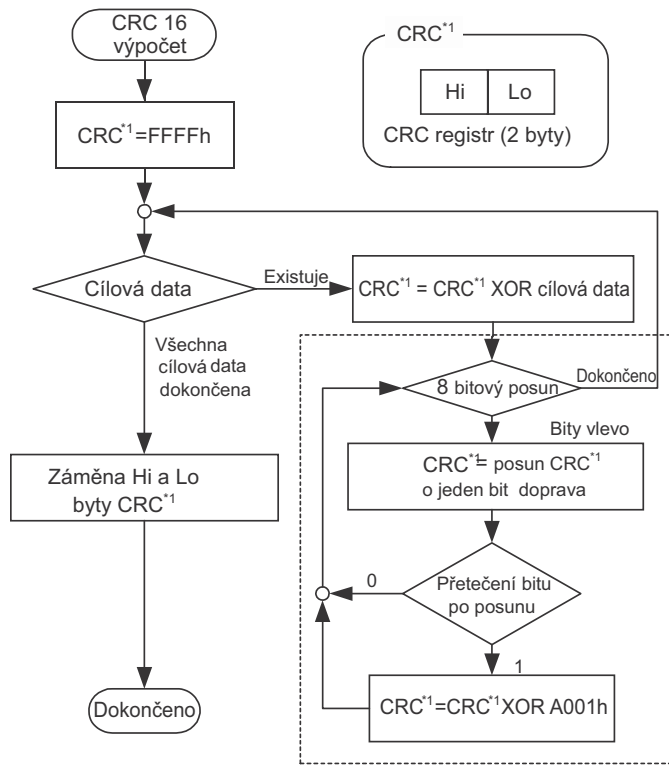 CRC 16
výpočet
CRC*1
Hi
Lo
CRC registr (2 byty)
CRC*1=FFFFh
Cílová data
Existuje
CRC*1 = CRC*1 XOR cílová data
Všechna
cílová data
dokončena
8 bitový posun
Dokončeno
Bity vlevo
CRC*1= posun CRC*1
o jeden bit doprava
Záměna Hi a Lo
byty CRC*1
0
Přetečení bitu
po posunu
1
CRC*1=CRC*1XOR A001h
Dokončeno